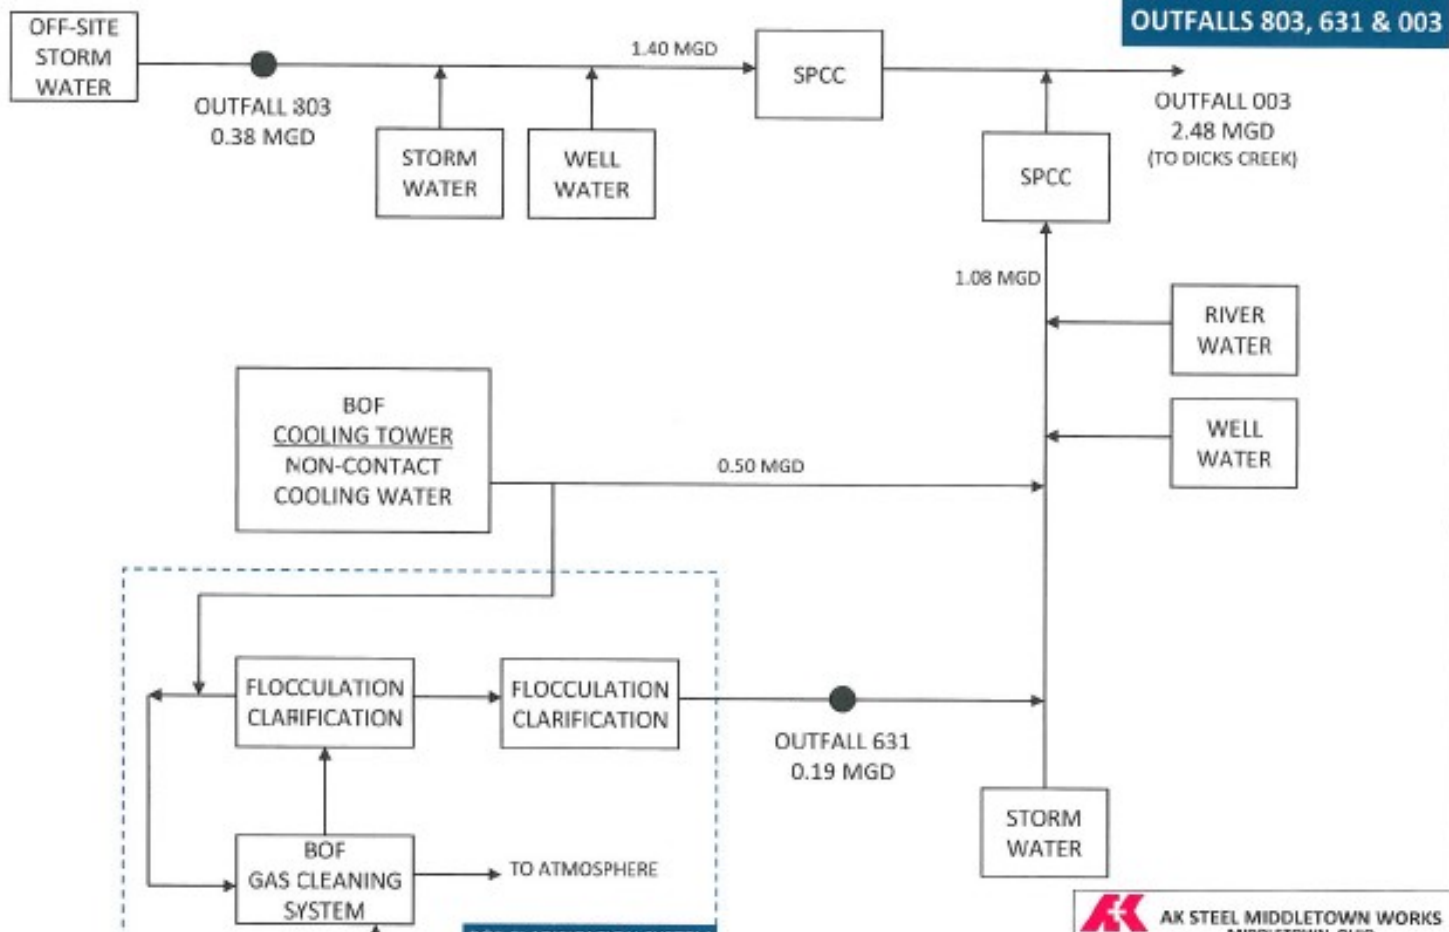 OUTFALLS 803, 631 & 003
OFF-SITE
STORM
WATER
OUTFALL 803
0.38 MGD
STORM
WATER
WELL
WATER
1.40 MGD
SPCC
OUTFALL 003
2.48 MGD
(TO DICKS CREEK)
SPCC
1.08 MGD
RIVER
WATER
WELL
WATER
BOF
COOLING TOWER
NON-CONTACT
COOLING WATER
0.50 MGD
FLOCCULATION
CLARIFICATION
FLOCCULATION
CLARIFICATION
OUTFALL 631
0.19 MGD
STORM
WATER
BOF
GAS CLEANING
SYSTEM
TO ATMOSPHERE
AK
AK STEEL MIDDLETOWN WORKS